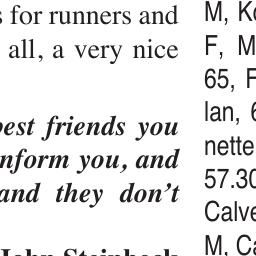 for runners and
all, a very nice
best friends you
inform you, and
and they don't
John Steinbeck
M, Ko
F, M
65, F
lan, 6
nette
57.30
Calve
M, Ca